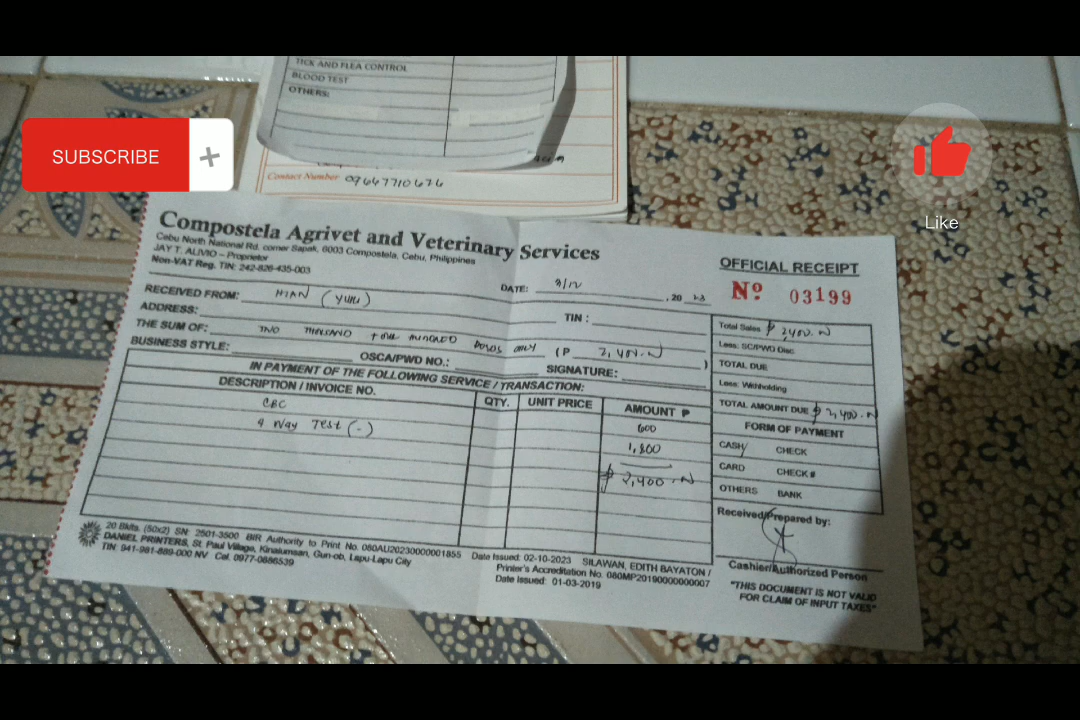 TICK AND FLEA CONTROL
BLOOD TEST
OTHERS:
Contact Number 09667710626
SUBSCRIBE +
Like
Compostela Agrivet and Veterinary Services
Cebu North National Rd. corner Sapak, 6003 Compostela, Cebu, Philippines
JAY T. ALIVIO – Proprietor
Non-VAT Reg. TIN: 242-826-435-003
OFFICIAL RECEIPT
Nº 03199
DATE: 3/12, 20 23
RECEIVED FROM: (YUKI)
ADDRESS: TIN:
THE SUM OF: TWO THOUSAND FOUR HUNDRED PESOS ONLY (P 2,400.-)
BUSINESS STYLE: OSCA/PWD NO.: SIGNATURE:
IN PAYMENT OF THE FOLLOWING SERVICE / TRANSACTION:
DESCRIPTION / INVOICE NO. QTY. UNIT PRICE AMOUNT ₱
CBC 600
4 Way Test (-) 1,800
₱ 2,400.-
Total Sales ₱ 2,400.-
Less: SC/PWD Disc.
TOTAL DUE
Less: Withholding
TOTAL AMOUNT DUE ₱ 2,400.-
FORM OF PAYMENT
CASH/ CHECK
CARD CHECK #
OTHERS BANK
Received/Prepared by:
Cashier/Authorized Person
"THIS DOCUMENT IS NOT VALID
FOR CLAIM OF INPUT TAXES"
20 Bklts. (50x2) SN: 2501-3500 BIR Authority to Print No. 080AU20230000001855 Date Issued: 02-10-2023 SILAWAN, EDITH BAYATON /
DANIEL PRINTERS, St. Paul Village, Kinalumsan, Gun-ob, Lapu-Lapu City Printer's Accreditation No. 080MP20190000000007
TIN: 941-981-889-000 NV Cel. 0977-0886539 Date Issued: 01-03-2019